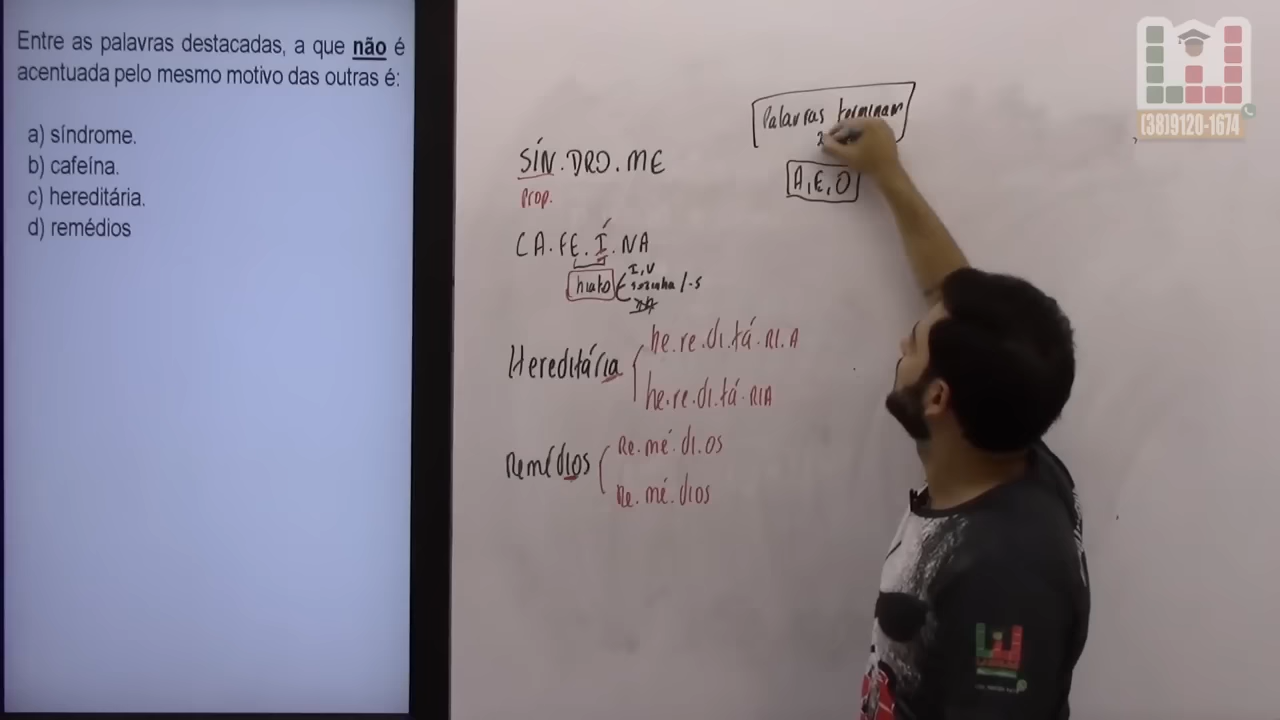 Entre as palavras destacadas, a que não é
acentuada pelo mesmo motivo das outras é:
a) síndrome.
b) cafeína.
c) hereditária.
d) remédios
(38)9120-1674
Palavras terminam
A, E, O
SÍN.DRO.ME
Prop.
CA.FE.Í.NA
hiato
I, U
sozinha /-s
Hereditária
he.re.di.tá.RI.A
he.re.di.tá.RIA
Remédios
Re.mé.di.os
Re.mé.dios